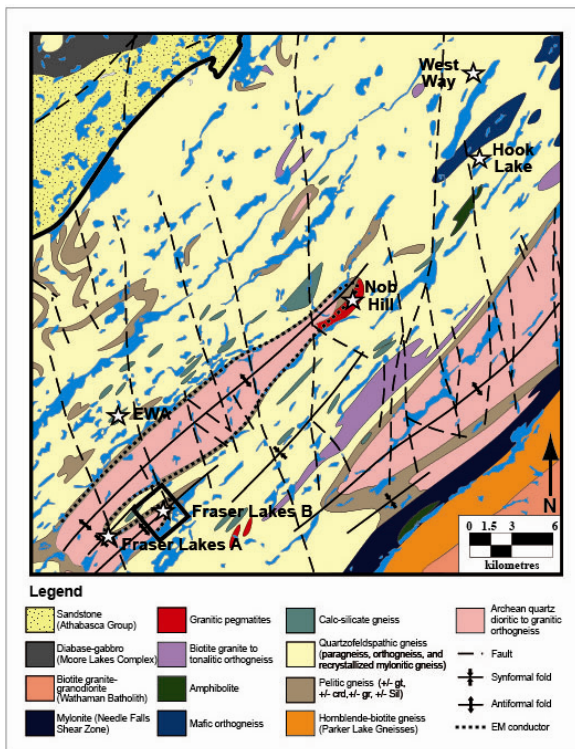 West
Way
Hook
Lake
Nob
Hill
EWA
Fraser Lakes B
Fraser Lakes A
N
0 1.5 3 6
kilometres
Legend
Sandstone
(Athabasca Group)
Diabase-gabbro
(Moore Lakes Complex)
Biotite granite-
granodiorite
(Wathaman Batholith)
Mylonite (Needle Falls
Shear Zone)
Granitic pegmatites
Biotite granite to
tonalitic orthogneiss
Amphibolite
Mafic orthogneiss
Calc-silicate gneiss
Quartzofeldspathic gneiss
(paragneiss, orthogneiss, and
recrystallized mylonitic gneiss)
Pelitic gneiss (+/- gt,
+/- crd, +/- gr, +/- Sil)
Hornblende-biotite gneiss
(Parker Lake Gneisses)
Archean quartz
dioritic to granitic
orthogneiss
Fault
Synformal fold
Antiformal fold
EM conductor